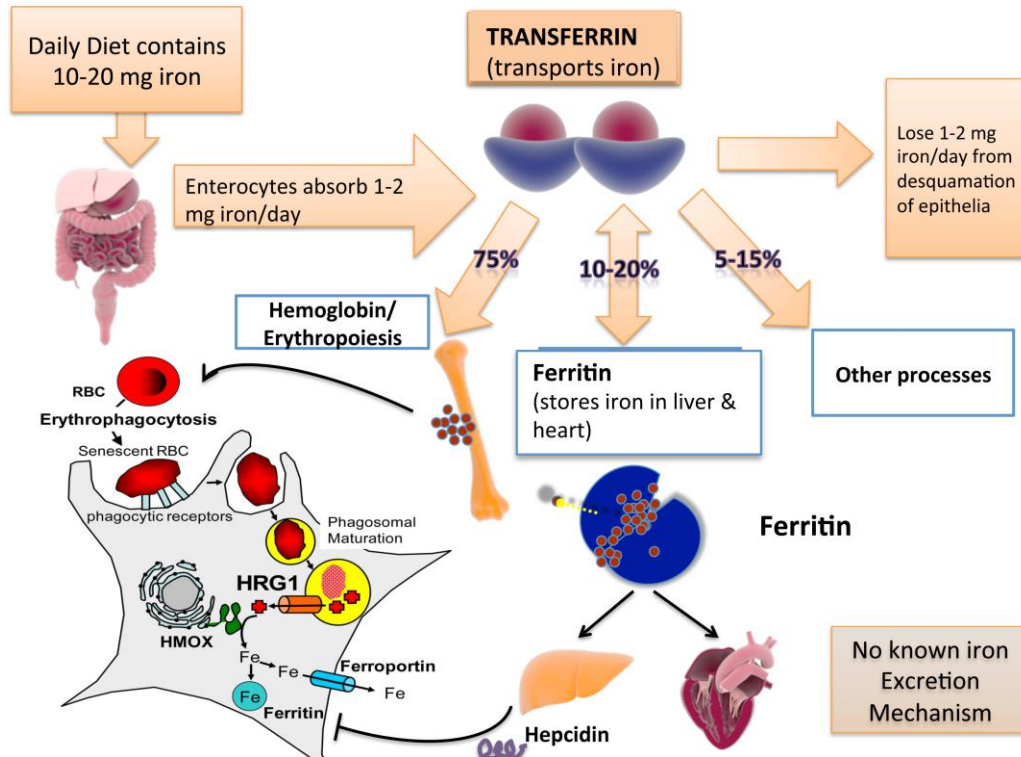 Daily Diet contains
10-20 mg iron
TRANSFERRIN
(transports iron)
Lose 1-2 mg
iron/day from
desquamation
of epithelia
Enterocytes absorb 1-2
mg iron/day
75%
10-20%
5-15%
Hemoglobin/
Erythropoiesis
Ferritin
(stores iron in liver &
heart)
Other processes
RBC
Erythrophagocytosis
Senescent RBC
phagocytic receptors
Phagosomal
Maturation
HRG1
HMOX
Fe
Fe
Ferroportin
Fe
Fe
Ferritin
Ferritin
Hepcidin
No known iron
Excretion
Mechanism